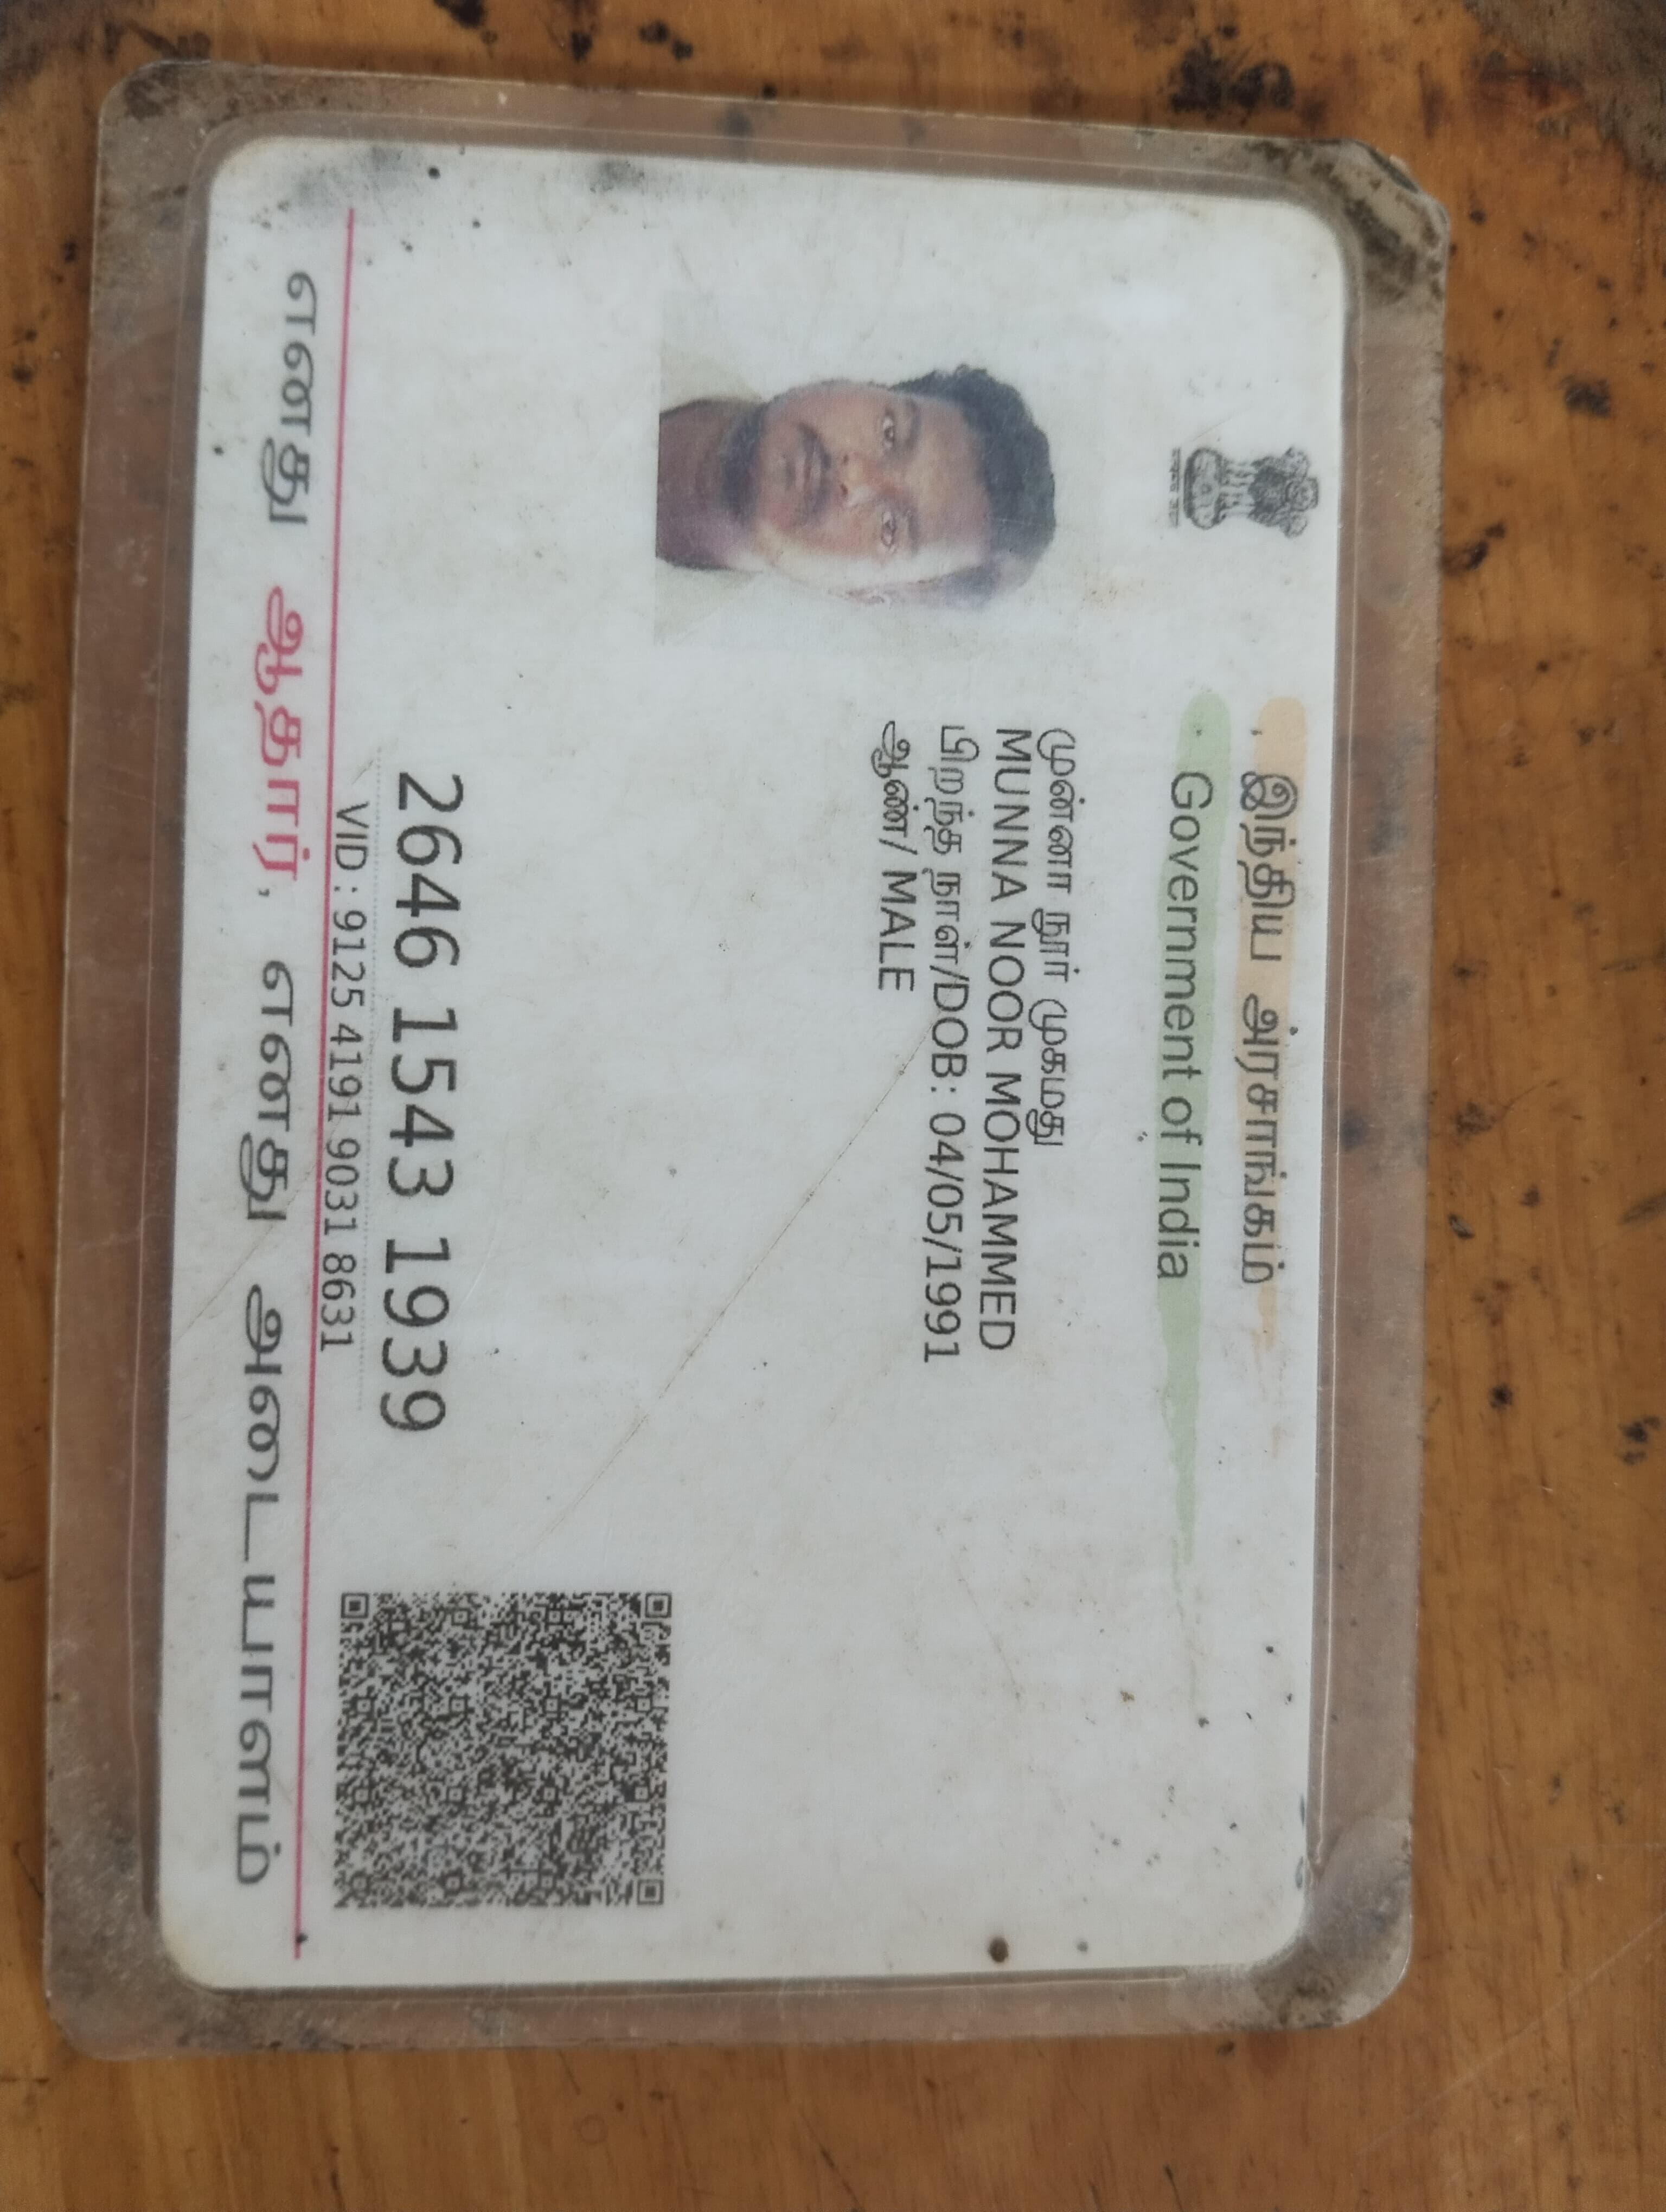 இந்திய அரசாங்கம்
Government of India
முன்னா நூர் முகமது
MUNNA NOOR MOHAMMED
பிறந்த நாள்/DOB: 04/05/1991
ஆண்/ MALE
2646 1543 1939
VID : 9125 4191 9031 8631
எனது ஆதார், எனது அடையாளம்